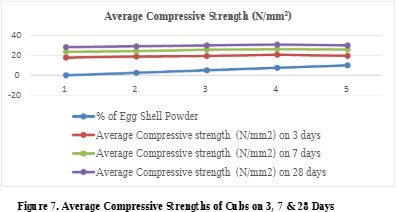 Average Compressive Strength (N/mm²)
40
20
0
-20
1 2 3 4 5
% of Egg Shell Powder
Average Compressive strength (N/mm2) on 3 days
Average Compressive strength (N/mm2) on 7 days
Average Compressive strength (N/mm2) on 28 days
Figure 7. Average Compressive Strengths of Cubs on 3, 7 & 28 Days